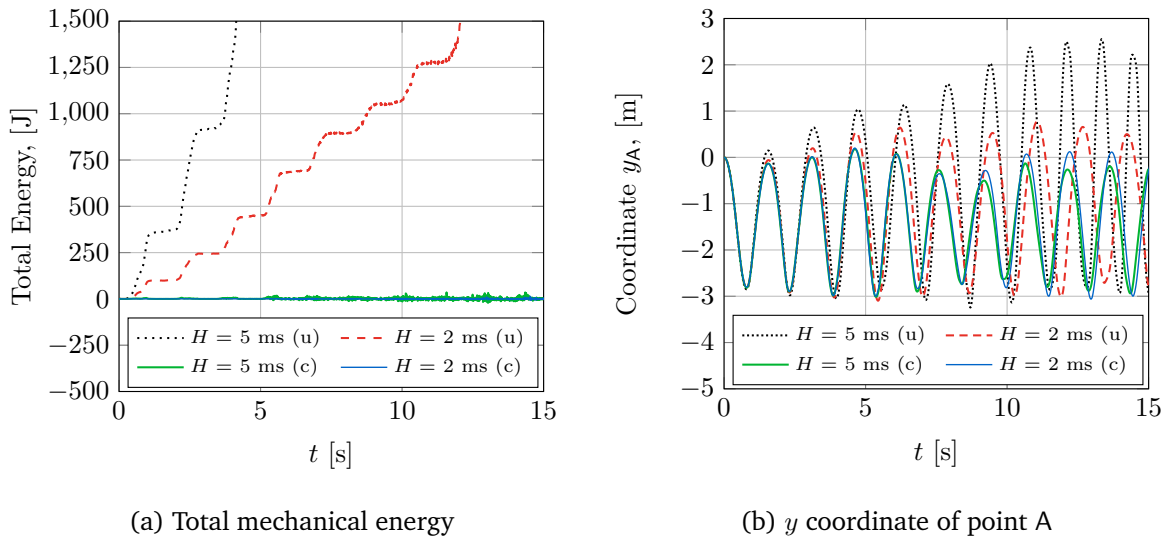 1,500
1,250
1,000
750
500
250
0
−250
−500
Total Energy, [J]
H = 5 ms (u) H = 2 ms (u)
H = 5 ms (c) H = 2 ms (c)
0 5 10 15
t [s]
(a) Total mechanical energy
3
2
1
0
−1
−2
−3
−4
−5
Coordinate yA, [m]
H = 5 ms (u) H = 2 ms (u)
H = 5 ms (c) H = 2 ms (c)
0 5 10 15
t [s]
(b) y coordinate of point A